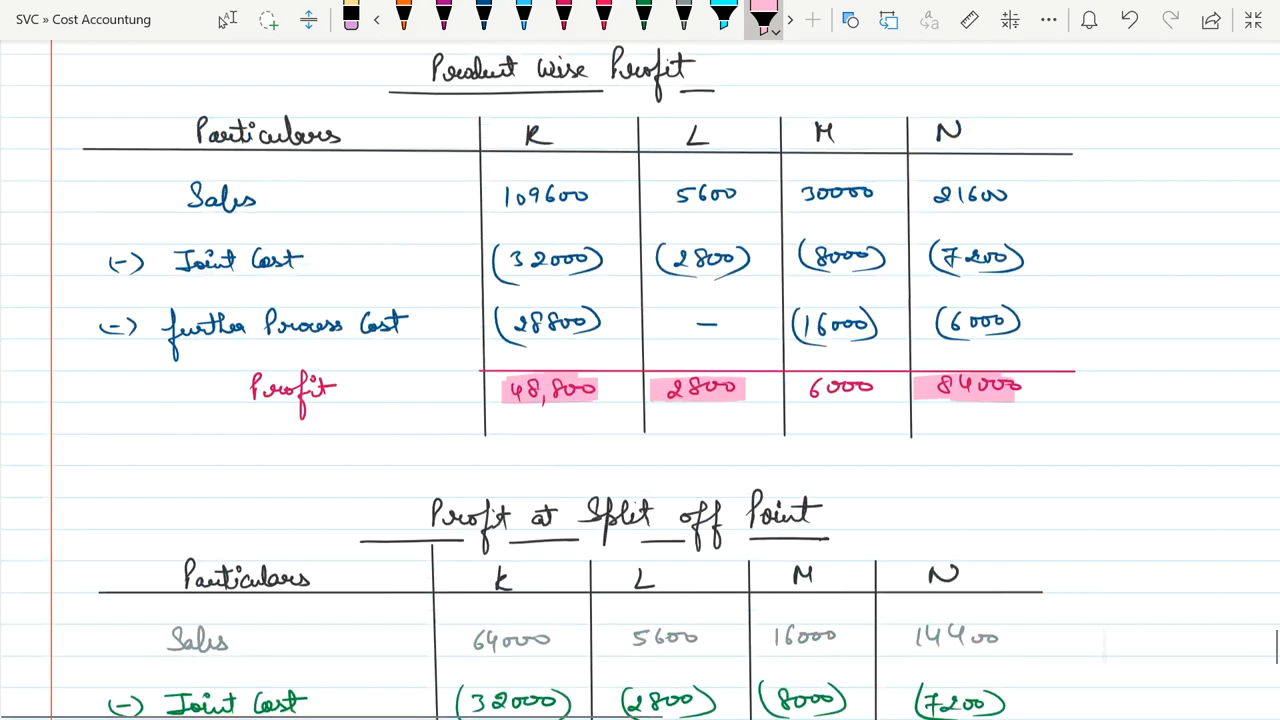 SVC » Cost Accountung
Product Wise Profit
Particulars K L M N
Sales 109600 5600 30000 21600
(-) Joint Cost (32000) (2800) (8000) (7200)
(-) further Process Cost (28800) - (16000) (6000)
Profit 48,800 2800 6000 84000
Profit at Split off Point
Particulars K L M N
Sales 64000 5600 16000 14400
(-) Joint Cost (32000) (2800) (8000) (7200)